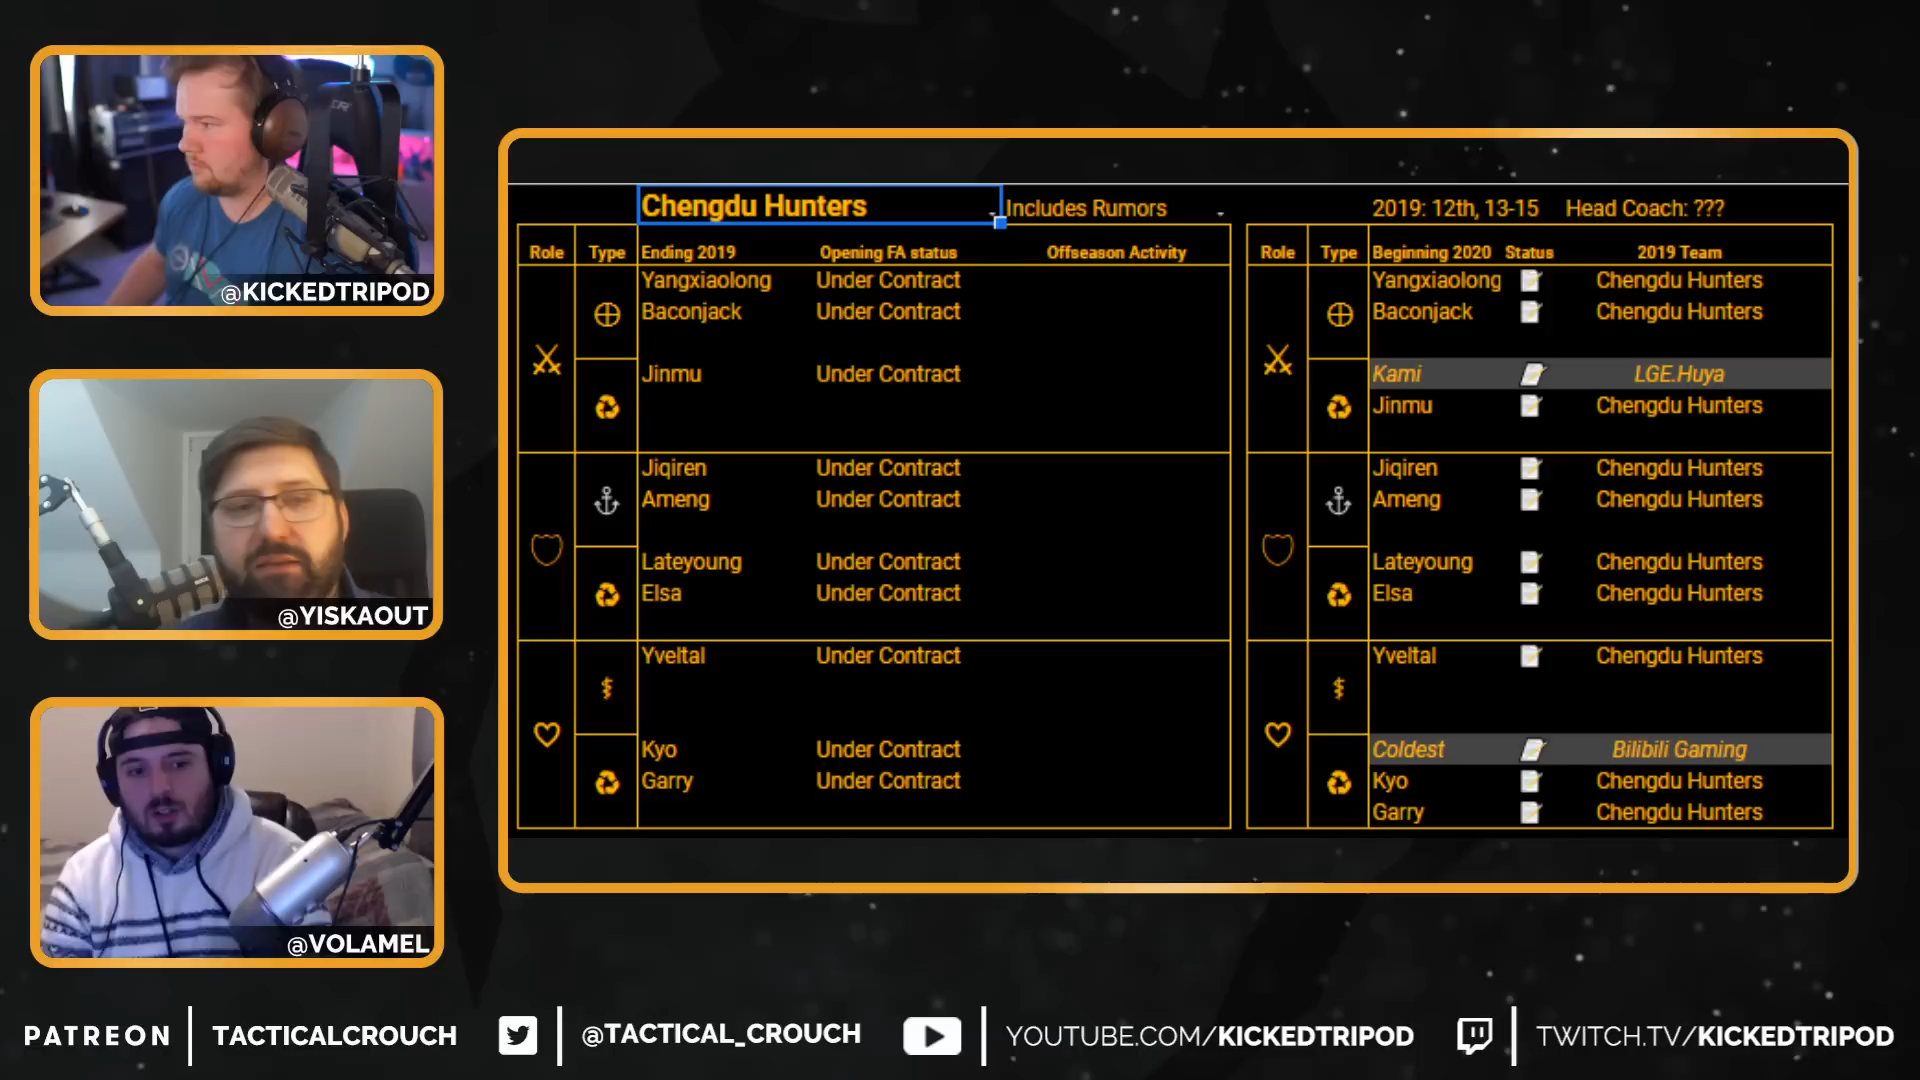 @KICKEDTRIPOD
@YISKAOUT
@VOLAMEL
Chengdu Hunters Includes Rumors 2019: 12th, 13-15 Head Coach: ???
Role Type Ending 2019 Opening FA status Offseason Activity
Yangxiaolong Under Contract
Baconjack Under Contract
Jinmu Under Contract
Jiqiren Under Contract
Ameng Under Contract
Lateyoung Under Contract
Elsa Under Contract
Yveltal Under Contract
Kyo Under Contract
Garry Under Contract
Role Type Beginning 2020 Status 2019 Team
Yangxiaolong Chengdu Hunters
Baconjack Chengdu Hunters
Kami LGE.Huya
Jinmu Chengdu Hunters
Jiqiren Chengdu Hunters
Ameng Chengdu Hunters
Lateyoung Chengdu Hunters
Elsa Chengdu Hunters
Yveltal Chengdu Hunters
Coldest Bilibili Gaming
Kyo Chengdu Hunters
Garry Chengdu Hunters
PATREON TACTICALCROUCH @TACTICAL_CROUCH YOUTUBE.COM/KICKEDTRIPOD TWITCH.TV/KICKEDTRIPOD